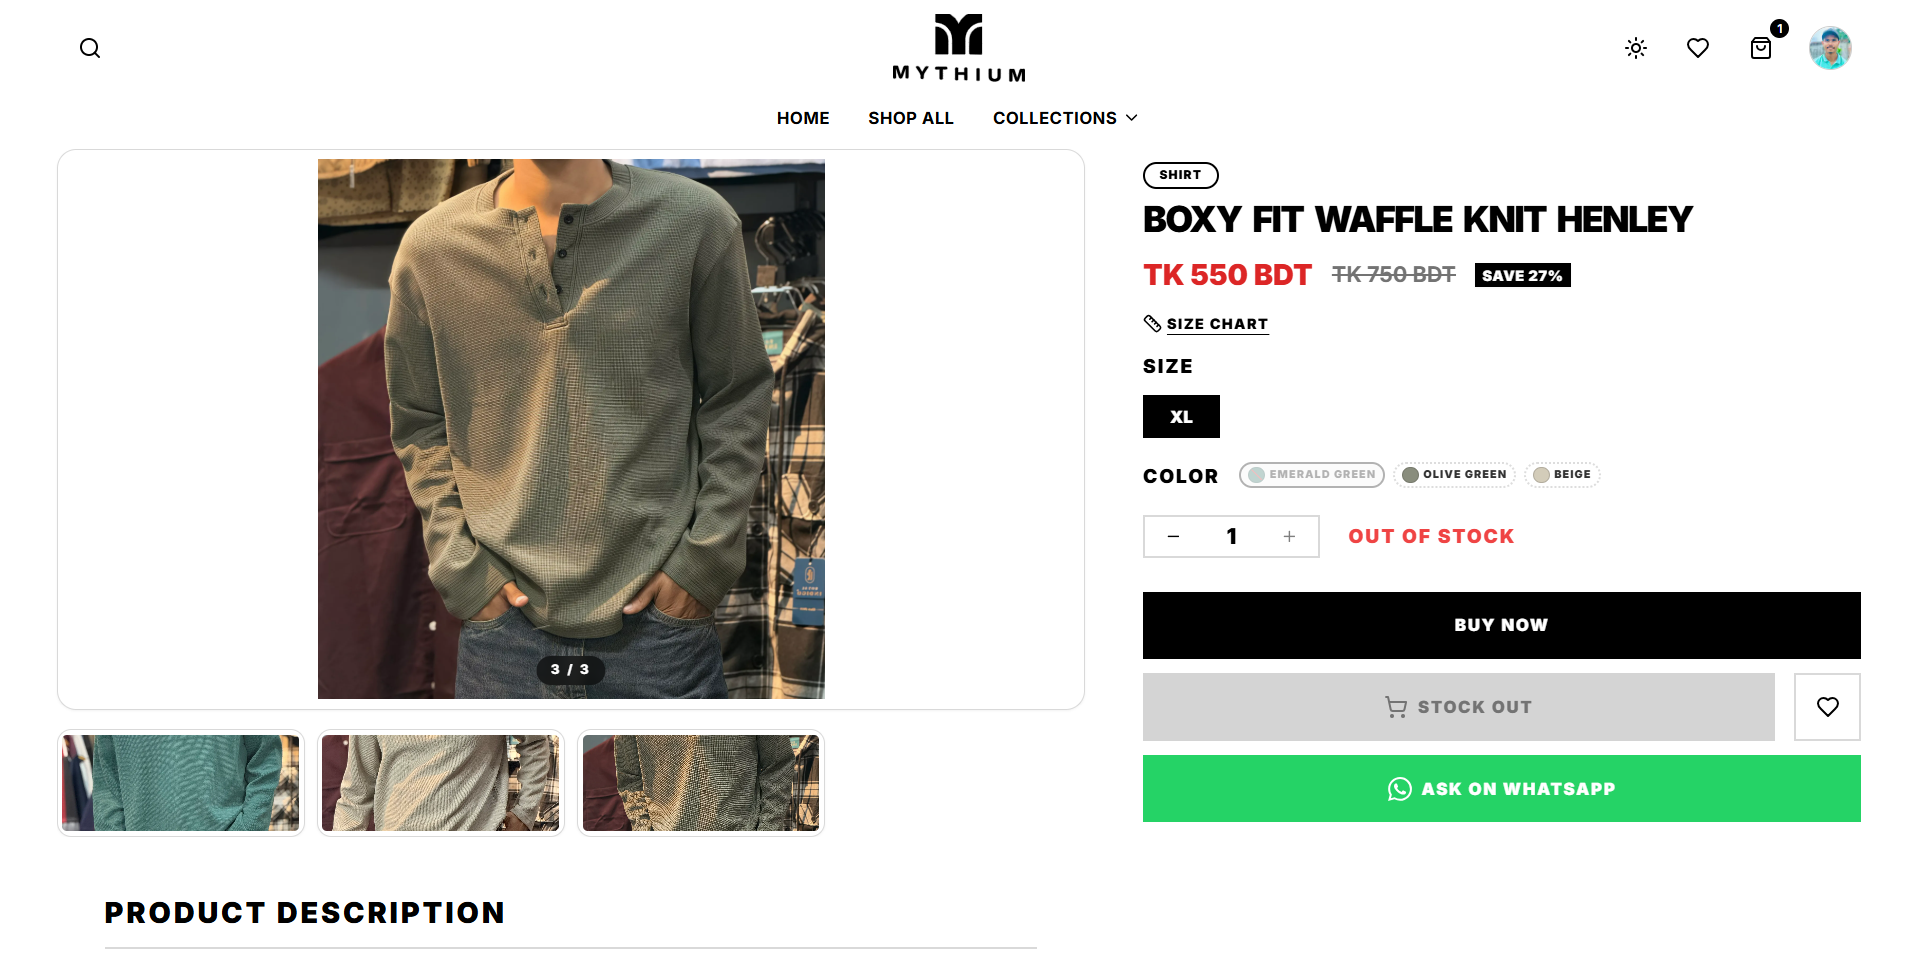 1
MYTHIUM
HOME SHOP ALL COLLECTIONS
SHIRT
BOXY FIT WAFFLE KNIT HENLEY
TK 550 BDT TK 750 BDT SAVE 27%
SIZE CHART
SIZE
XL
COLOR EMERALD GREEN OLIVE GREEN BEIGE
− 1 + OUT OF STOCK
BUY NOW
STOCK OUT
ASK ON WHATSAPP
3 / 3
PRODUCT DESCRIPTION